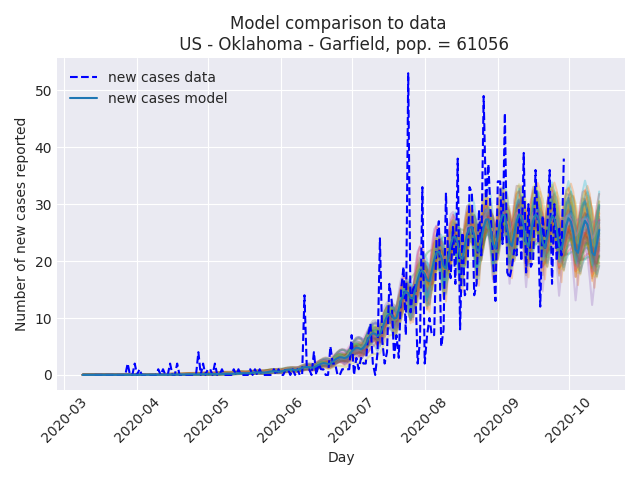 Model comparison to data
US - Oklahoma - Garfield, pop. = 61056
new cases data
new cases model
Number of new cases reported
50
40
30
20
10
0
2020-03
2020-04
2020-05
2020-06
2020-07
2020-08
2020-09
2020-10
Day